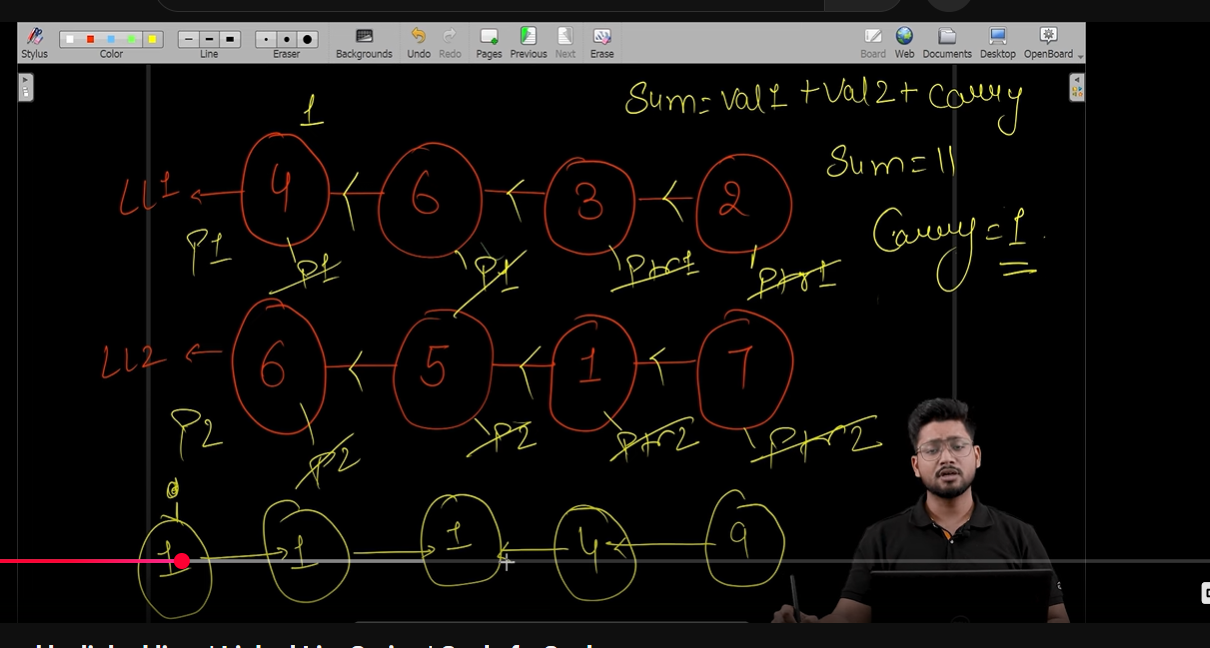 Stylus Color Line Eraser Backgrounds Undo Redo Pages Previous Next Erase Board Web Documents Desktop OpenBoard
Sum=Val1+Val2+Carry
1
Sum=11
LL1 4 6 3 2
Carry=1
P1 P1 P1 Ptr1 Ptr1
LL2 6 5 1 7
P2 P2 P2 Ptr2 Ptr2
d
1 1 1 4 9